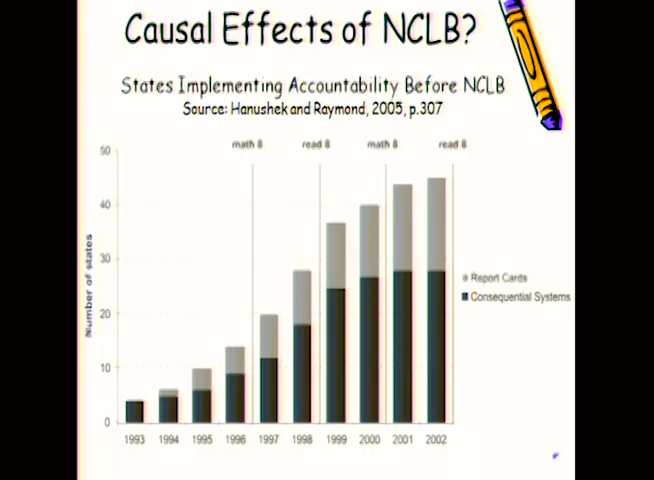 Causal Effects of NCLB?
States Implementing Accountability Before NCLB
Source: Hanushek and Raymond, 2005, p.307
math 8 read 8 math 8 read 8
50
40
30
20
10
0
Number of states
Report Cards
Consequential Systems
1993 1994 1995 1996 1997 1998 1999 2000 2001 2002